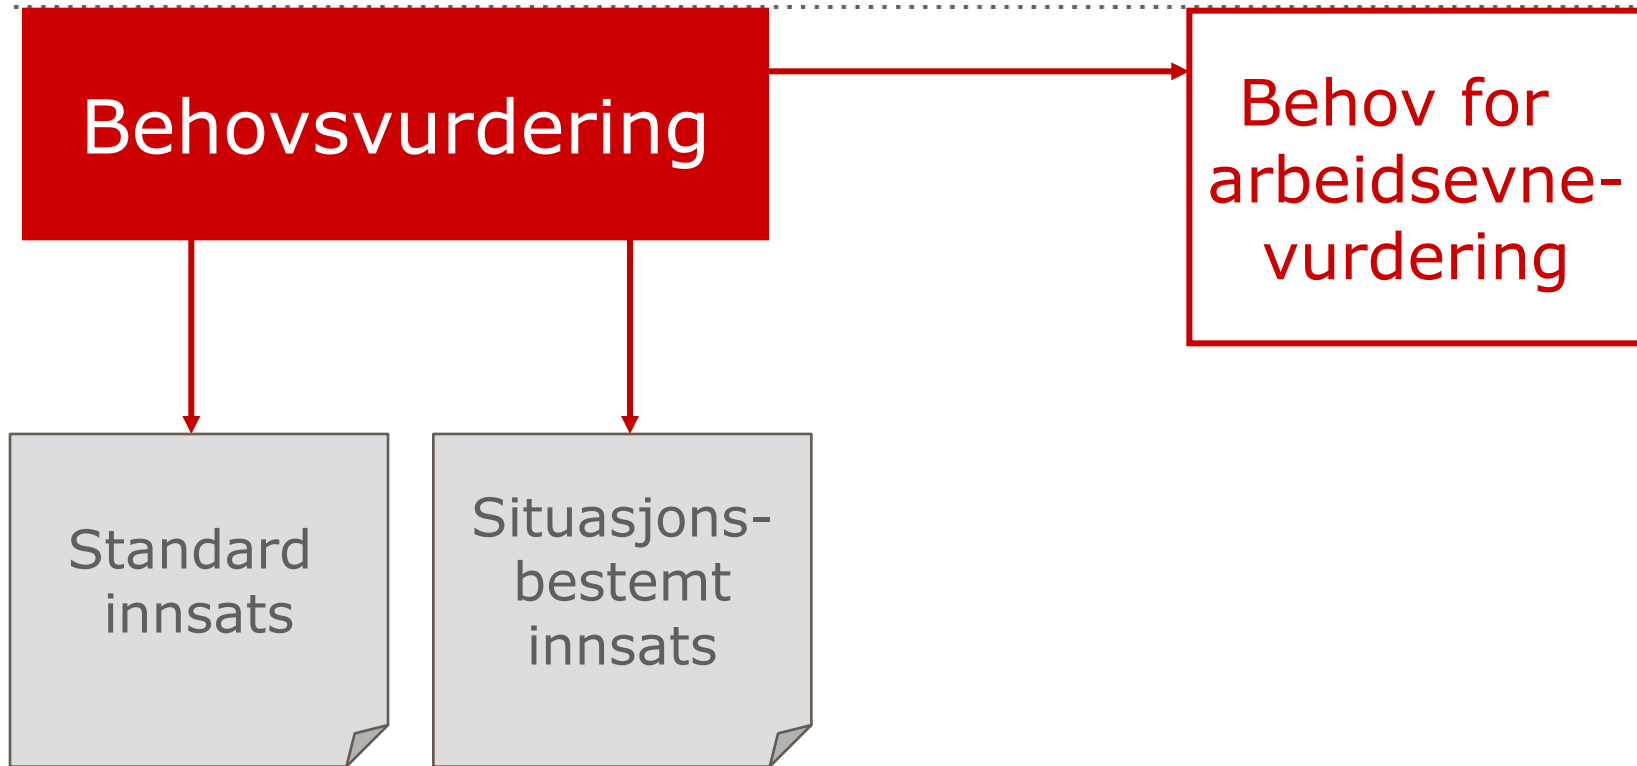 Behovsvurdering
Behov for
arbeidsevne-
vurdering
Standard
innsats
Situasjons-
bestemt
innsats